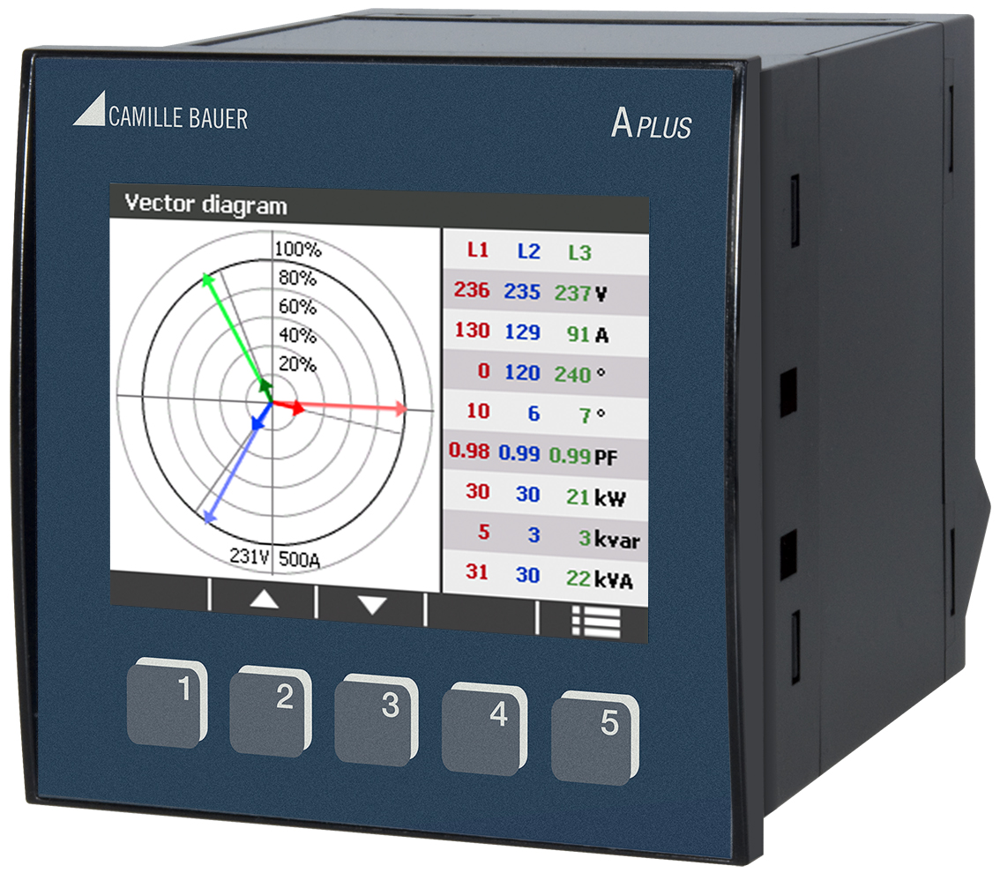 CAMILLE BAUER
A PLUS
Vector diagram
100%
80%
60%
40%
20%
231V 500A
L1 L2 L3
236 235 237 V
130 129 91 A
0 120 240 °
10 6 7 °
0.98 0.99 0.99 PF
30 30 21 kW
5 3 3 kvar
31 30 22 kVA
1 2 3 4 5